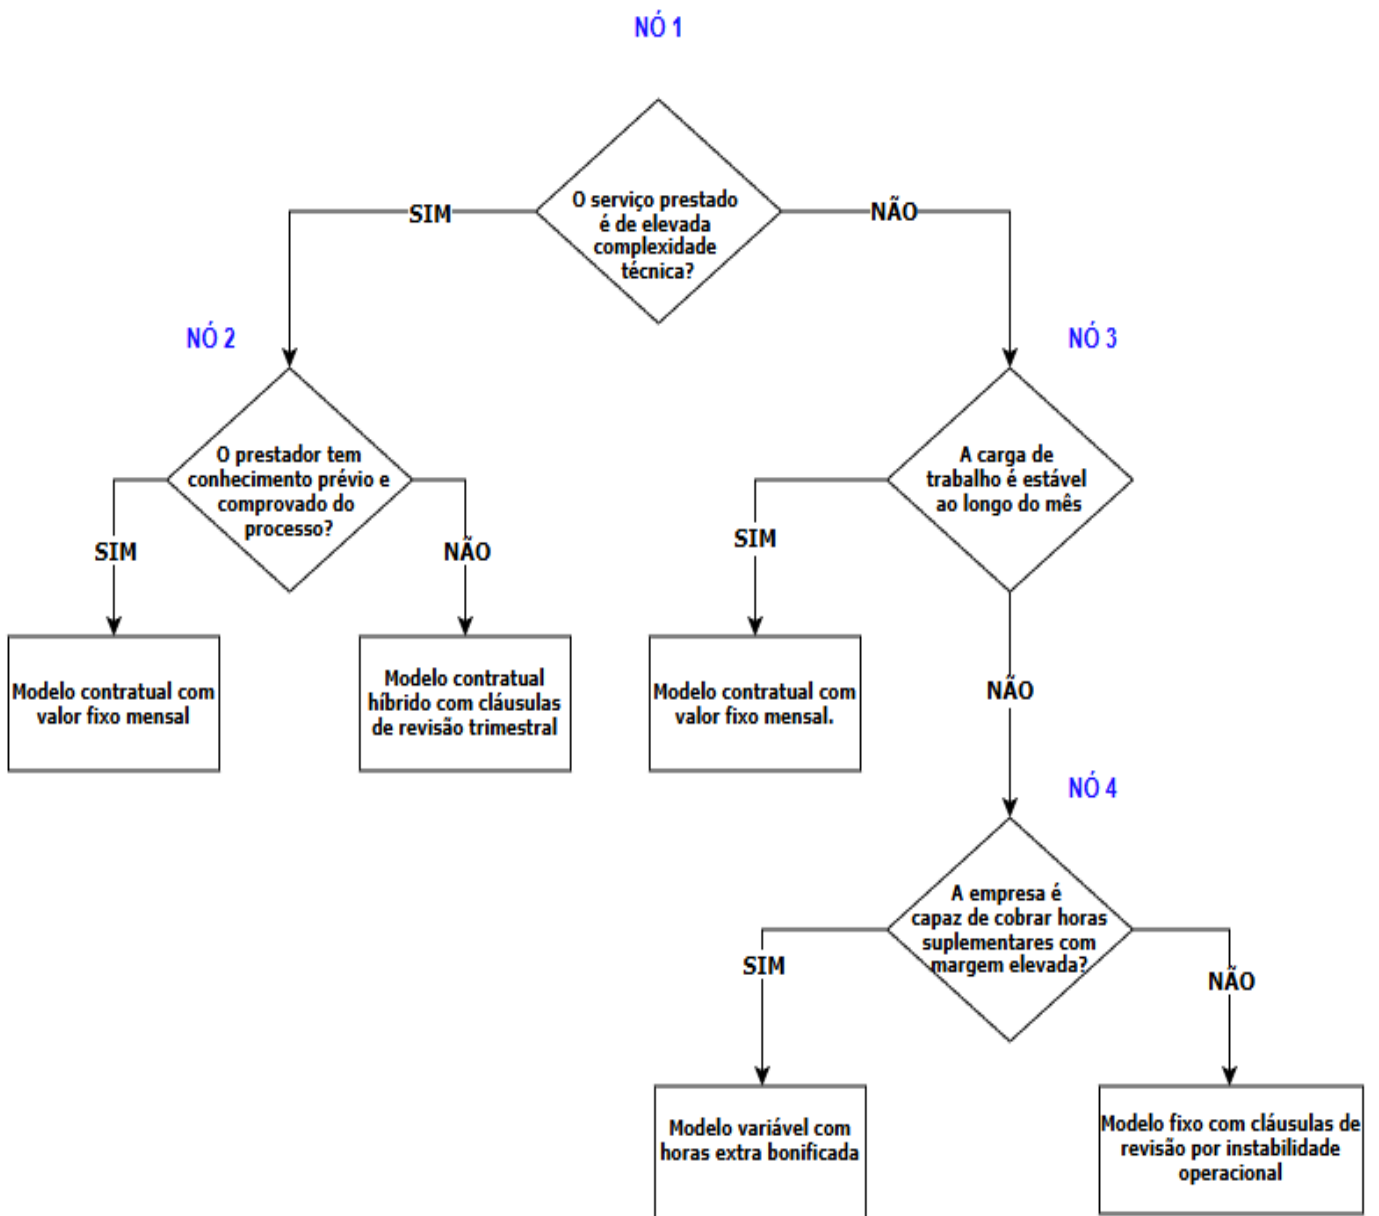 NÓ 1
O serviço prestado
é de elevada
complexidade
técnica?
SIM
NÃO
NÓ 2
O prestador tem
conhecimento prévio e
comprovado do
processo?
SIM
NÃO
Modelo contratual com
valor fixo mensal
Modelo contratual
híbrido com cláusulas
de revisão trimestral
NÓ 3
A carga de
trabalho é estável
ao longo do mês
SIM
NÃO
Modelo contratual com
valor fixo mensal.
NÓ 4
A empresa é
capaz de cobrar horas
suplementares com
margem elevada?
SIM
NÃO
Modelo variável com
horas extra bonificada
Modelo fixo com cláusulas de
revisão por instabilidade
operacional